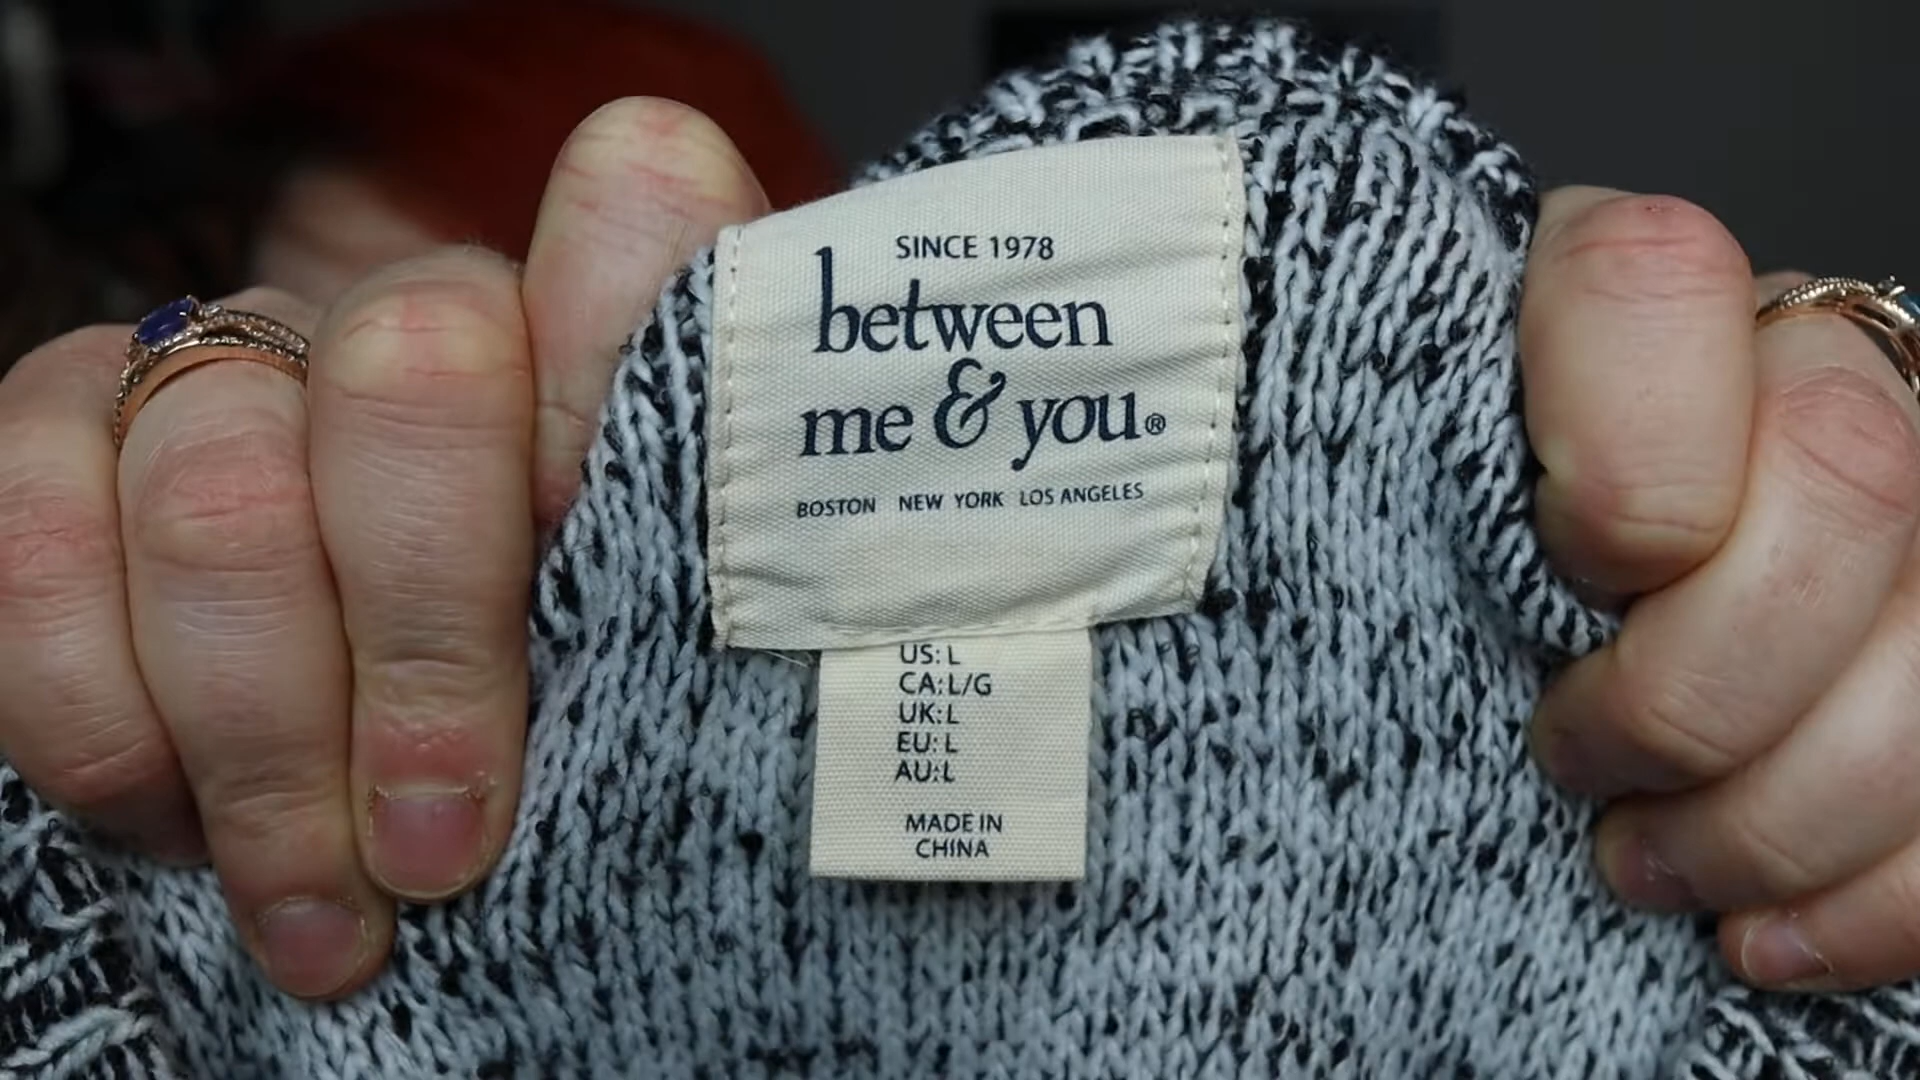 SINCE 1978
between
me & you®
BOSTON NEW YORK LOS ANGELES
US: L
CA: L/G
UK: L
EU: L
AU: L
MADE IN
CHINA